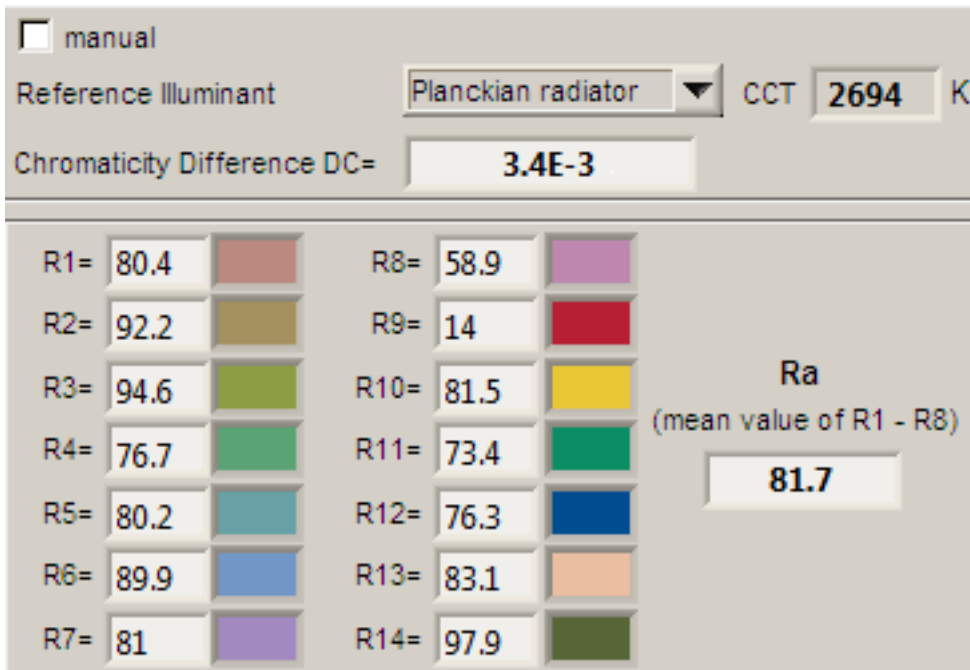 manual
Reference Illuminant Planckian radiator CCT 2694 K
Chromaticity Difference DC= 3.4E-3
R1= 80.4 R8= 58.9
R2= 92.2 R9= 14
R3= 94.6 R10= 81.5
Ra
(mean value of R1 - R8)
R4= 76.7 R11= 73.4
81.7
R5= 80.2 R12= 76.3
R6= 89.9 R13= 83.1
R7= 81 R14= 97.9